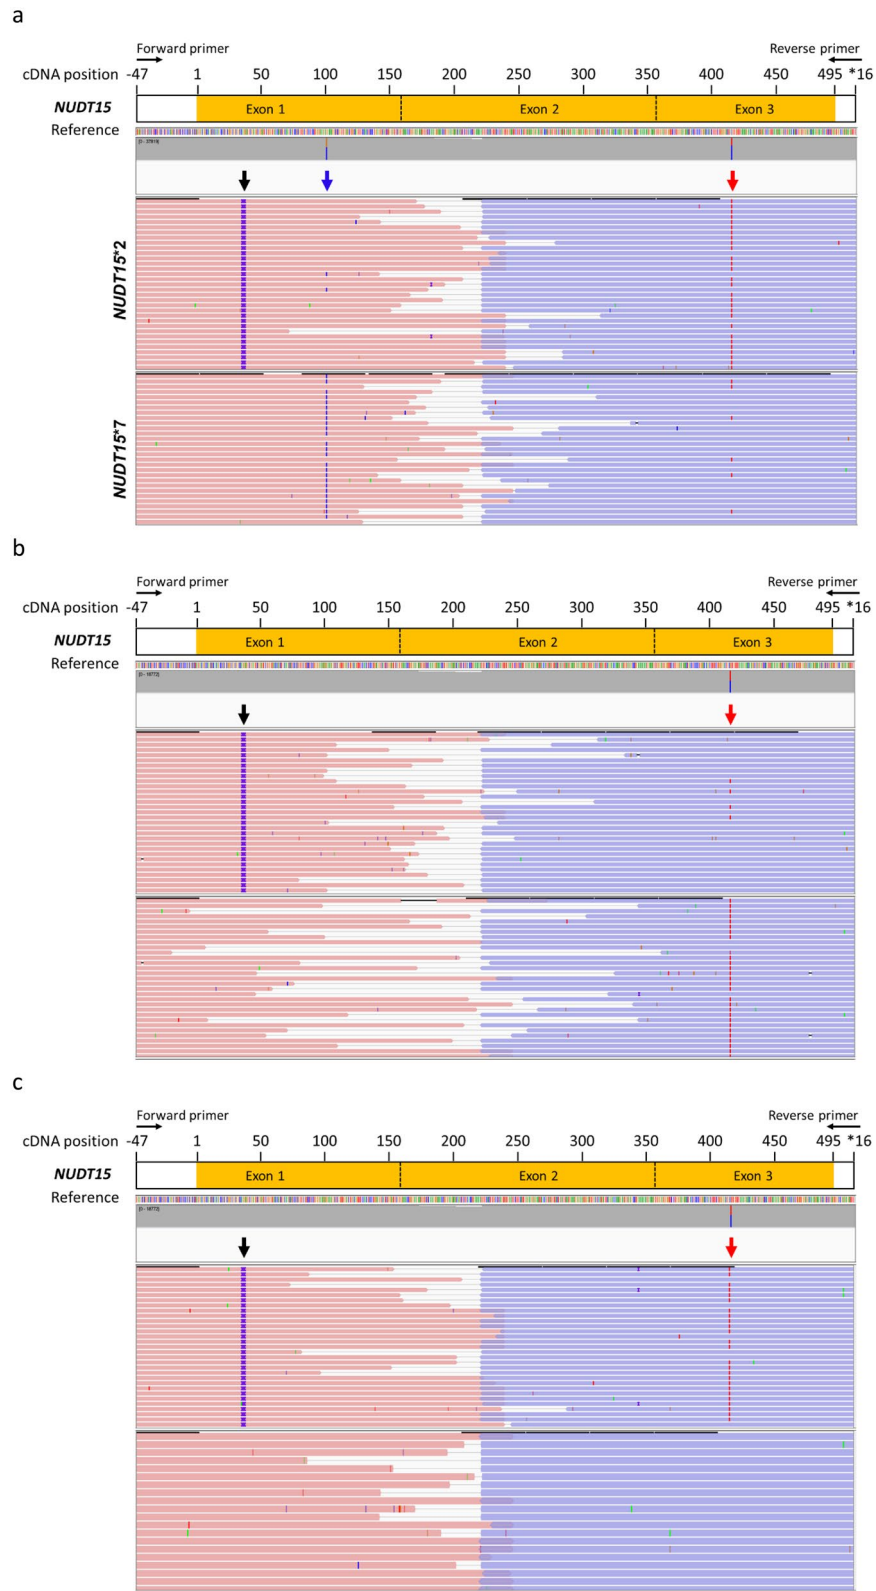 a
Forward primer
Reverse primer
cDNA position -47 1 50 100 150 200 250 300 350 400 450 495 *16
NUDT15 Exon 1 Exon 2 Exon 3
Reference
NUDT15*2
NUDT15*7
b
Forward primer
Reverse primer
cDNA position -47 1 50 100 150 200 250 300 350 400 450 495 *16
NUDT15 Exon 1 Exon 2 Exon 3
Reference
c
Forward primer
Reverse primer
cDNA position -47 1 50 100 150 200 250 300 350 400 450 495 *16
NUDT15 Exon 1 Exon 2 Exon 3
Reference